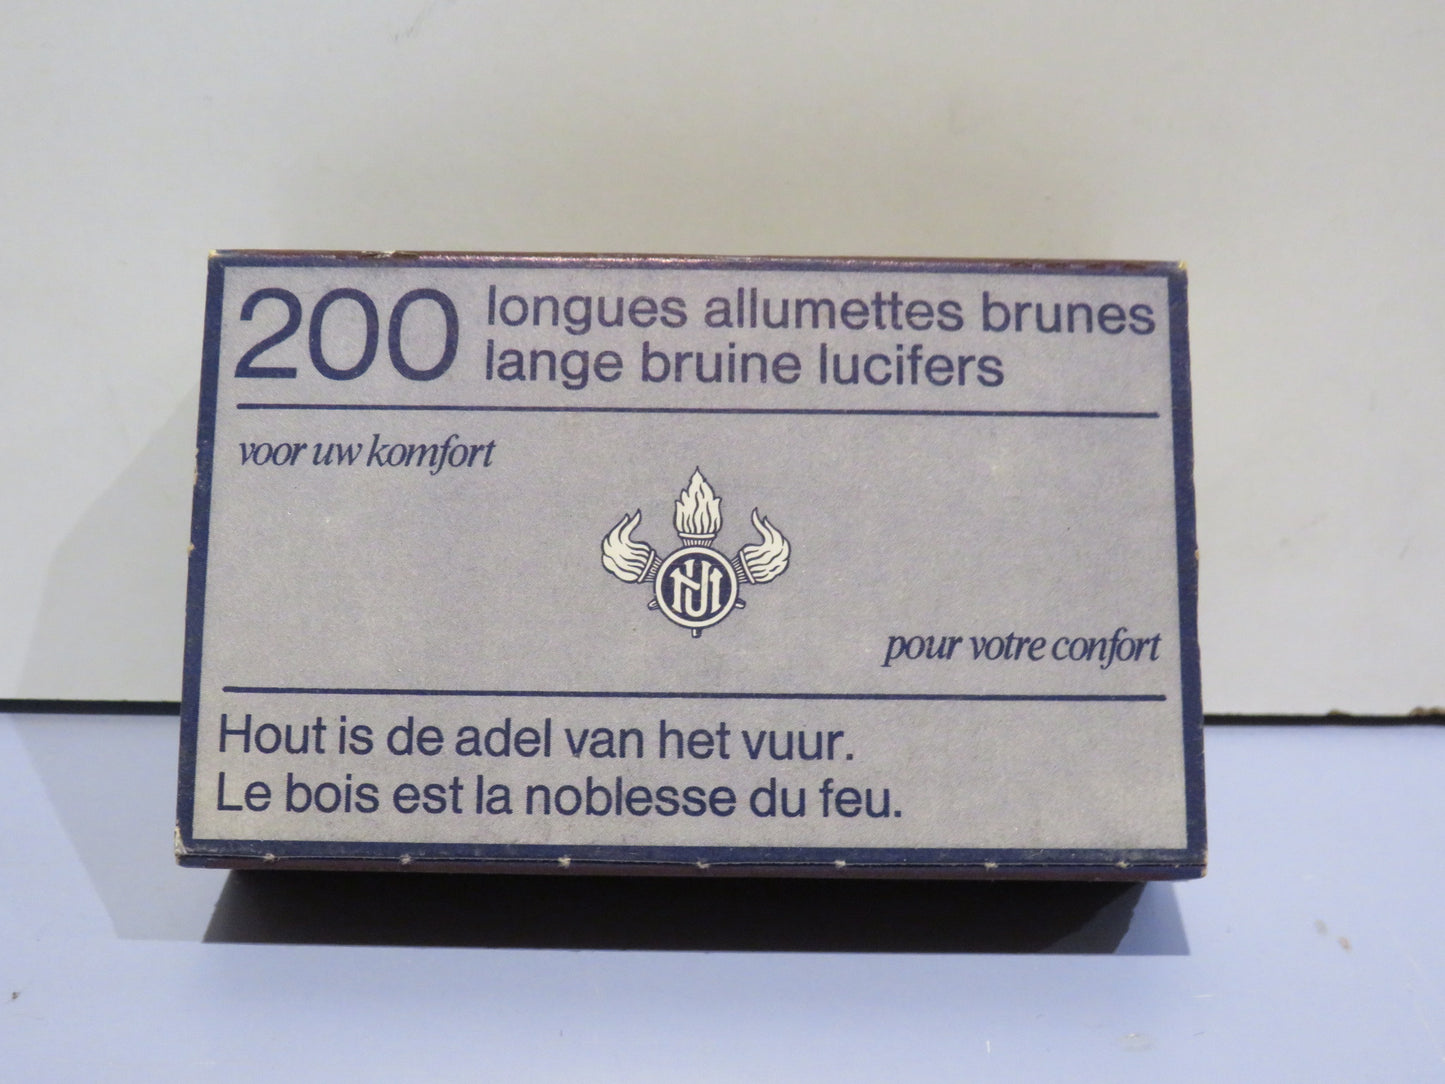 200 longues allumettes brunes
lange bruine lucifers
voor uw komfort
pour votre confort
Hout is de adel van het vuur.
Le bois est la noblesse du feu.